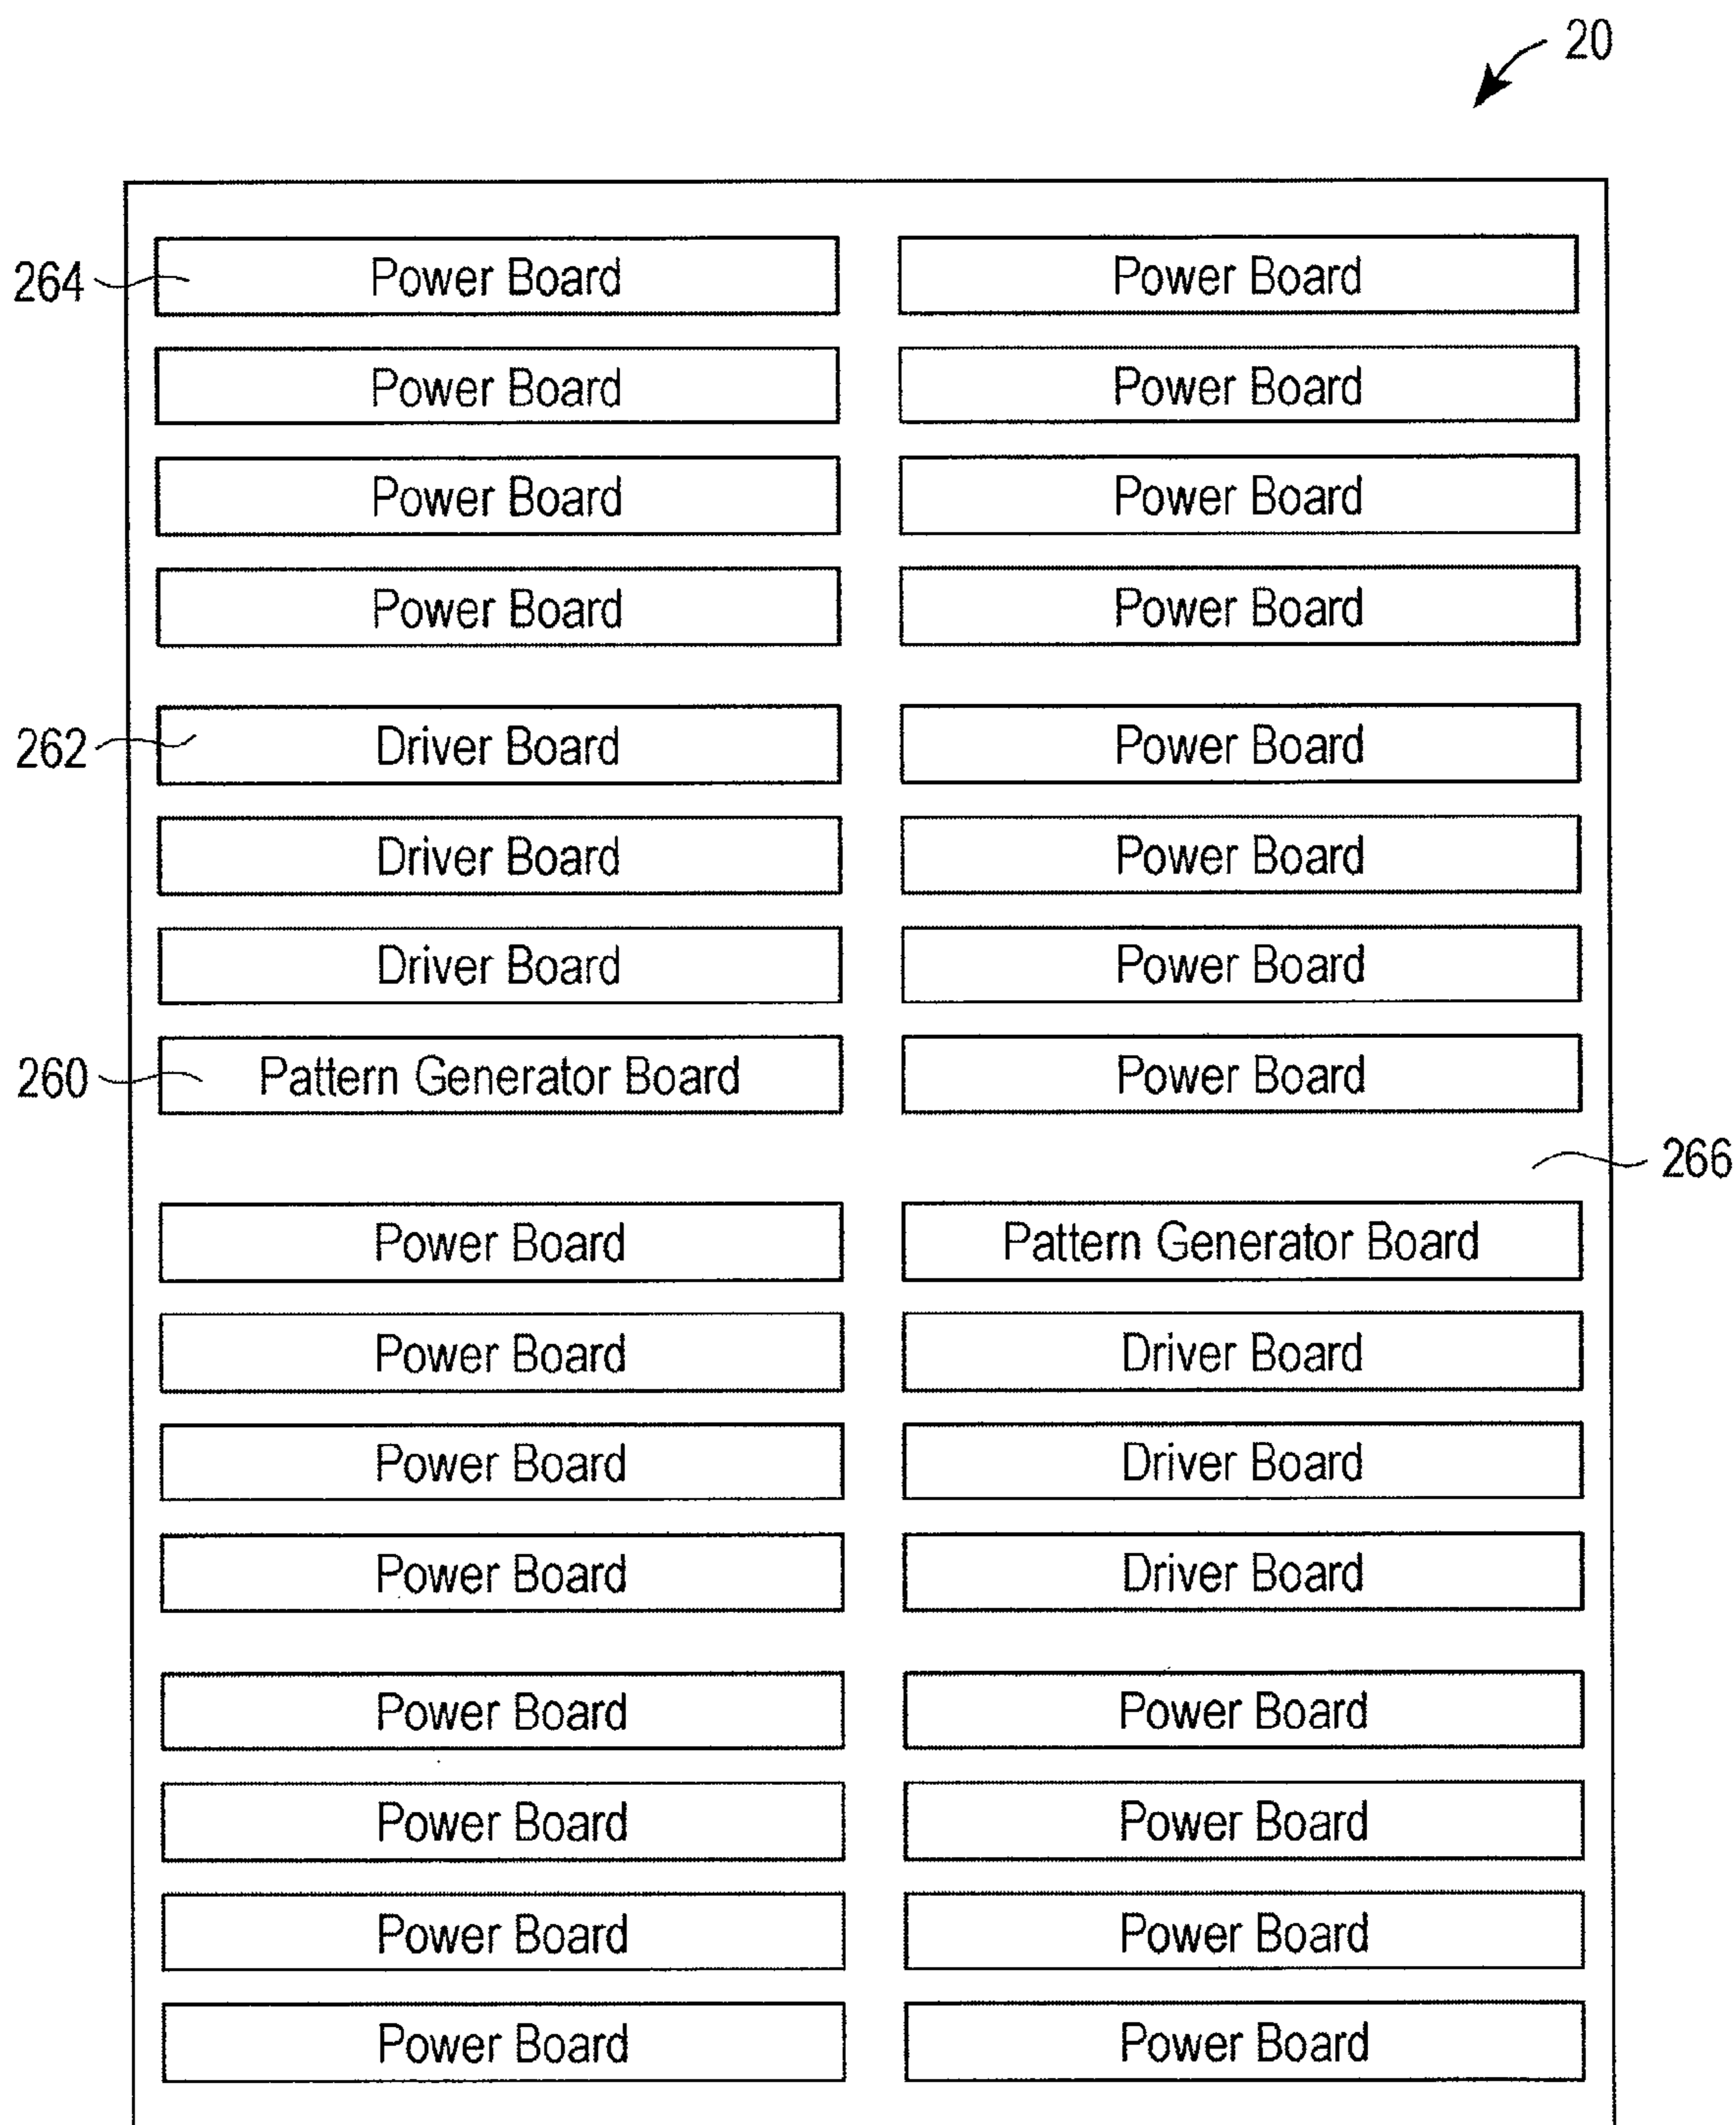 20
264 Power Board Power Board
Power Board Power Board
Power Board Power Board
Power Board Power Board
262 Driver Board Power Board
Driver Board Power Board
Driver Board Power Board
260 Pattern Generator Board Power Board
266
Power Board Pattern Generator Board
Power Board Driver Board
Power Board Driver Board
Power Board Driver Board
Power Board Power Board
Power Board Power Board
Power Board Power Board
Power Board Power Board